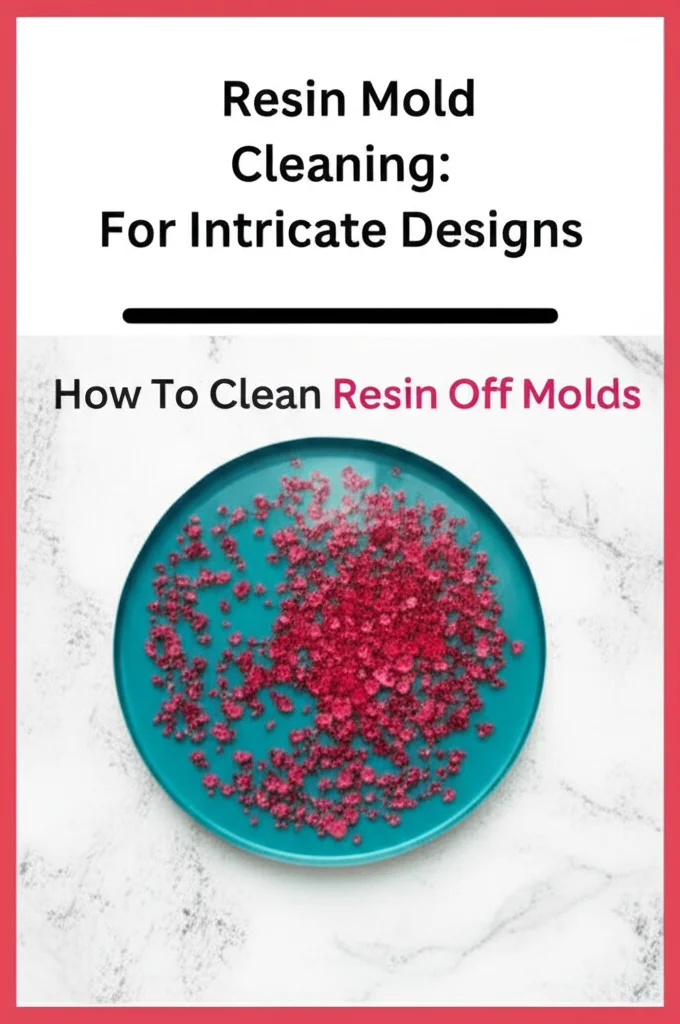 Resin Mold
Cleaning:
For Intricate Designs
How To Clean Resin Off Molds